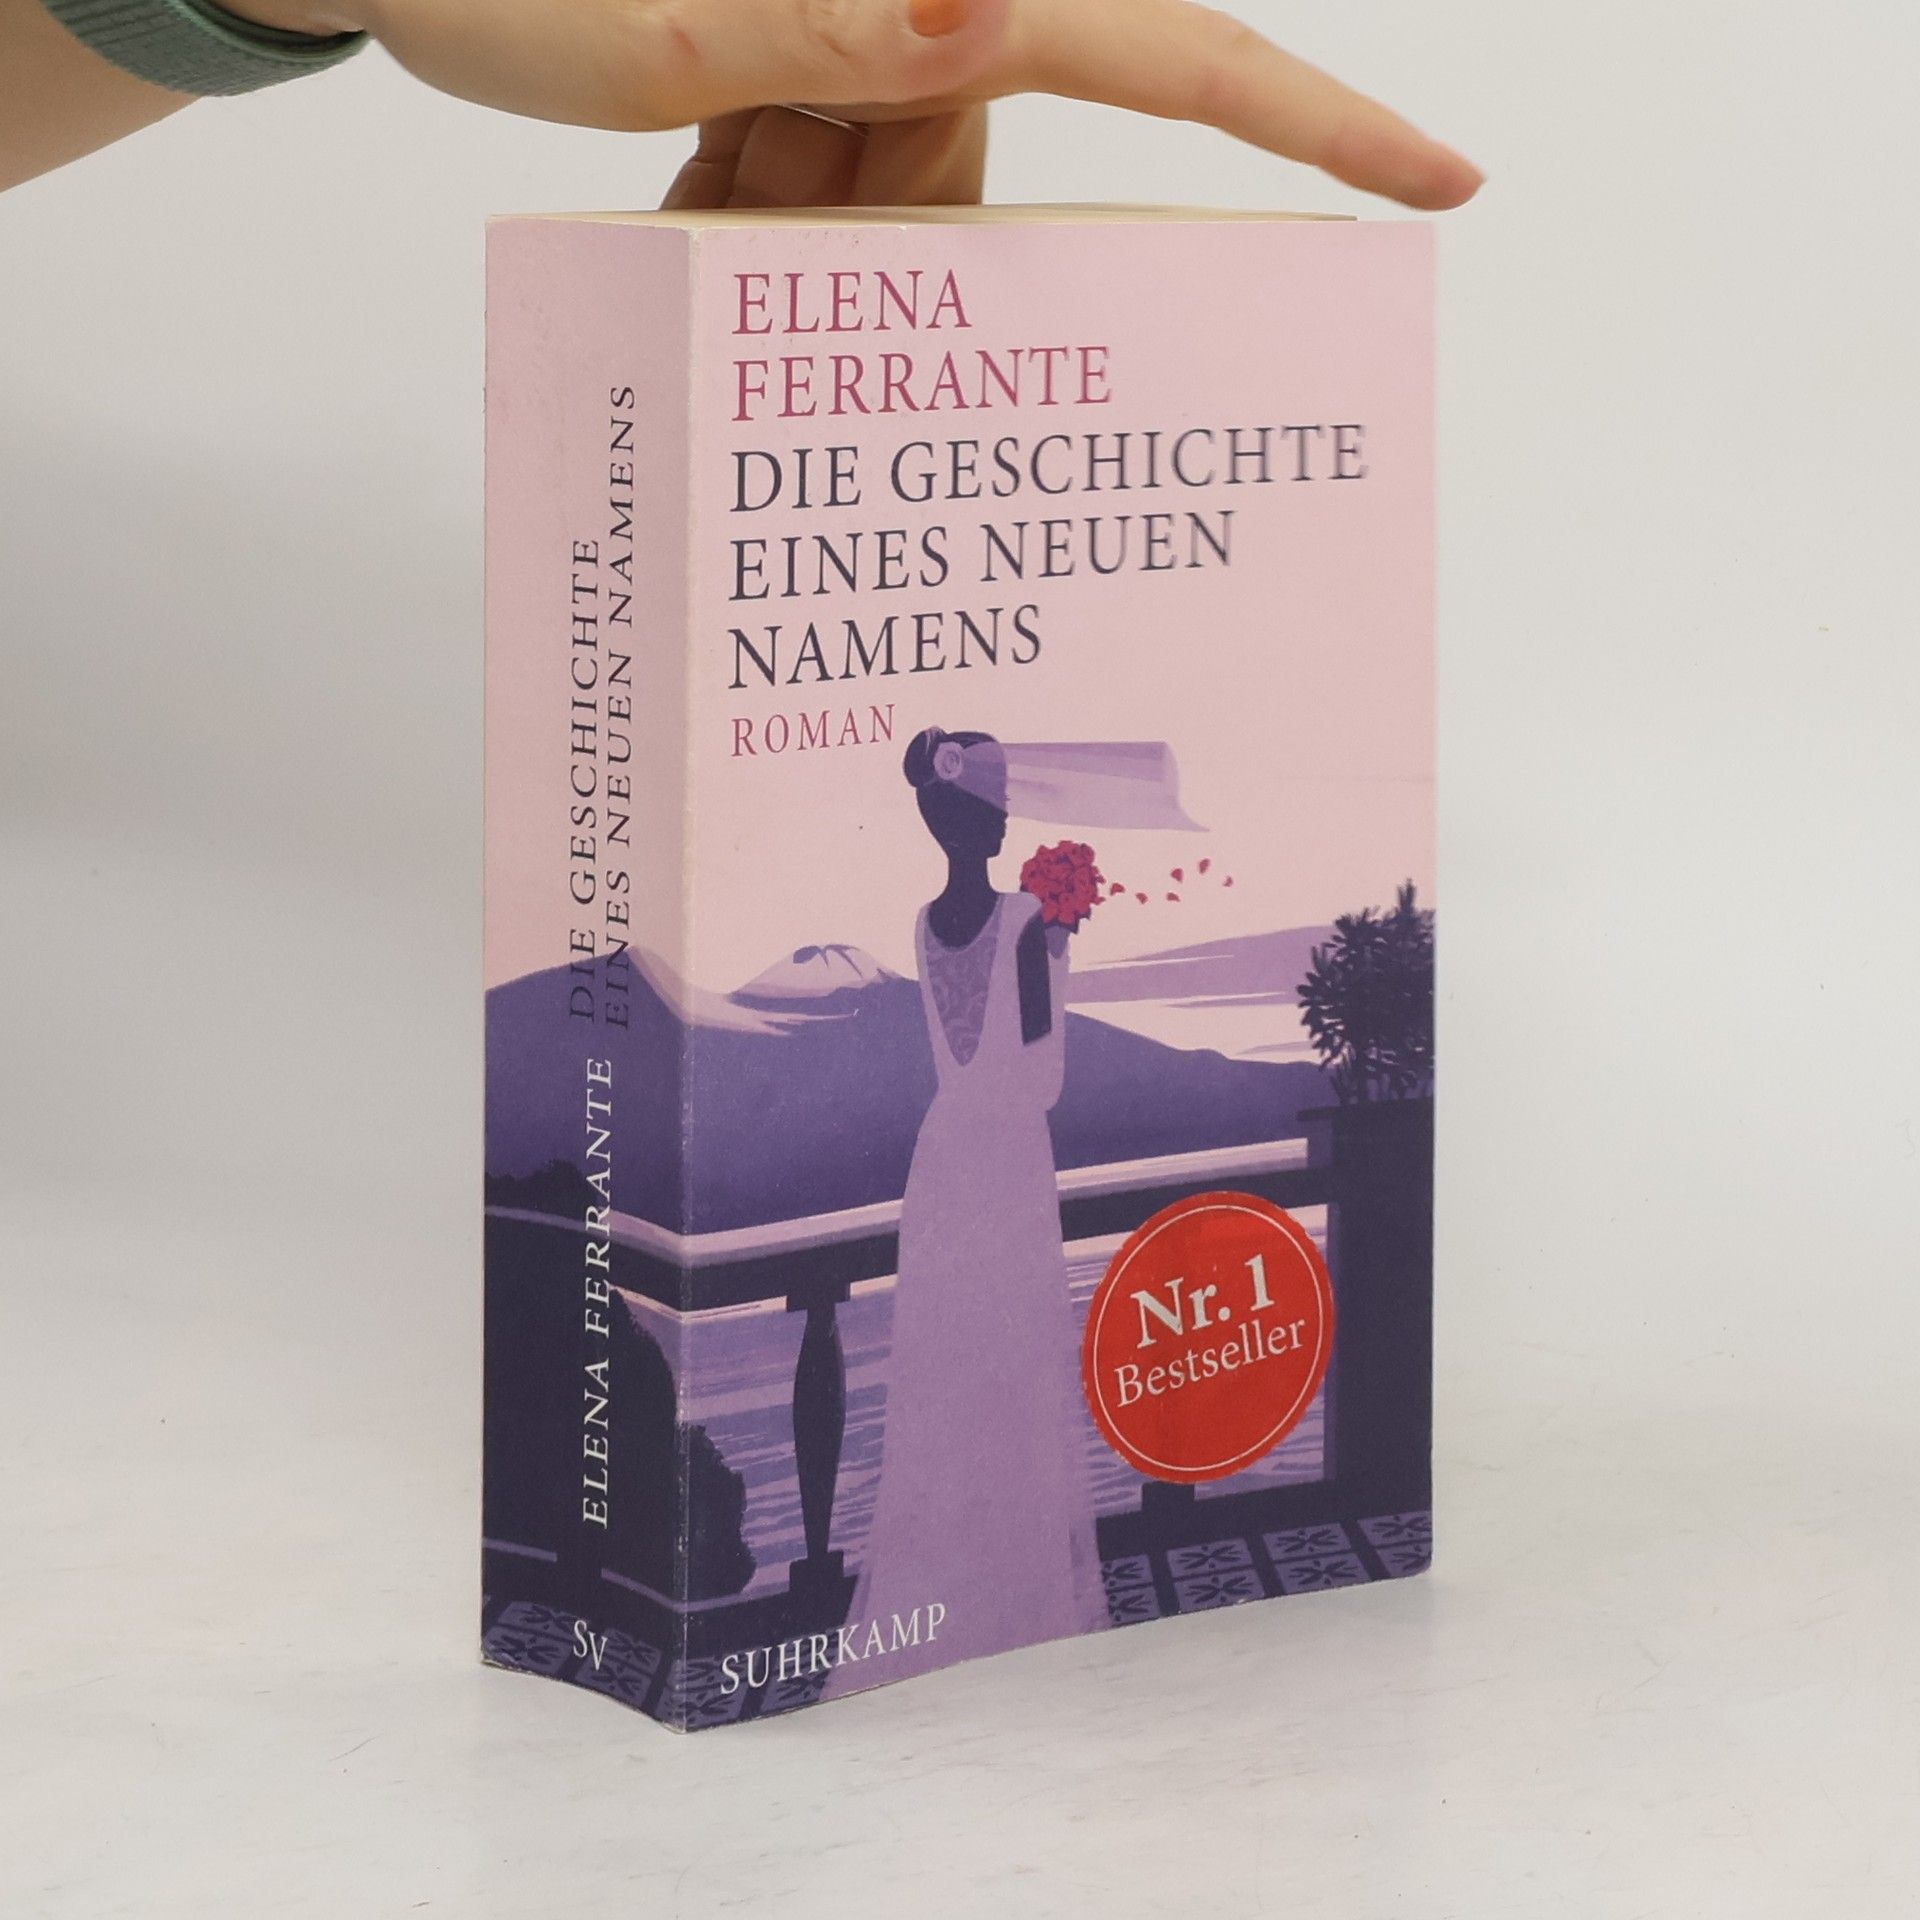 ELENA
FERRANTE
DIE GESCHICHTE
EINES NEUEN
NAMENS
ROMAN
Nr. 1
Bestseller
SUHRKAMP
DIE GESCHICHTE
EINES NEUEN NAMENS
ELENA FERRANTE
SV